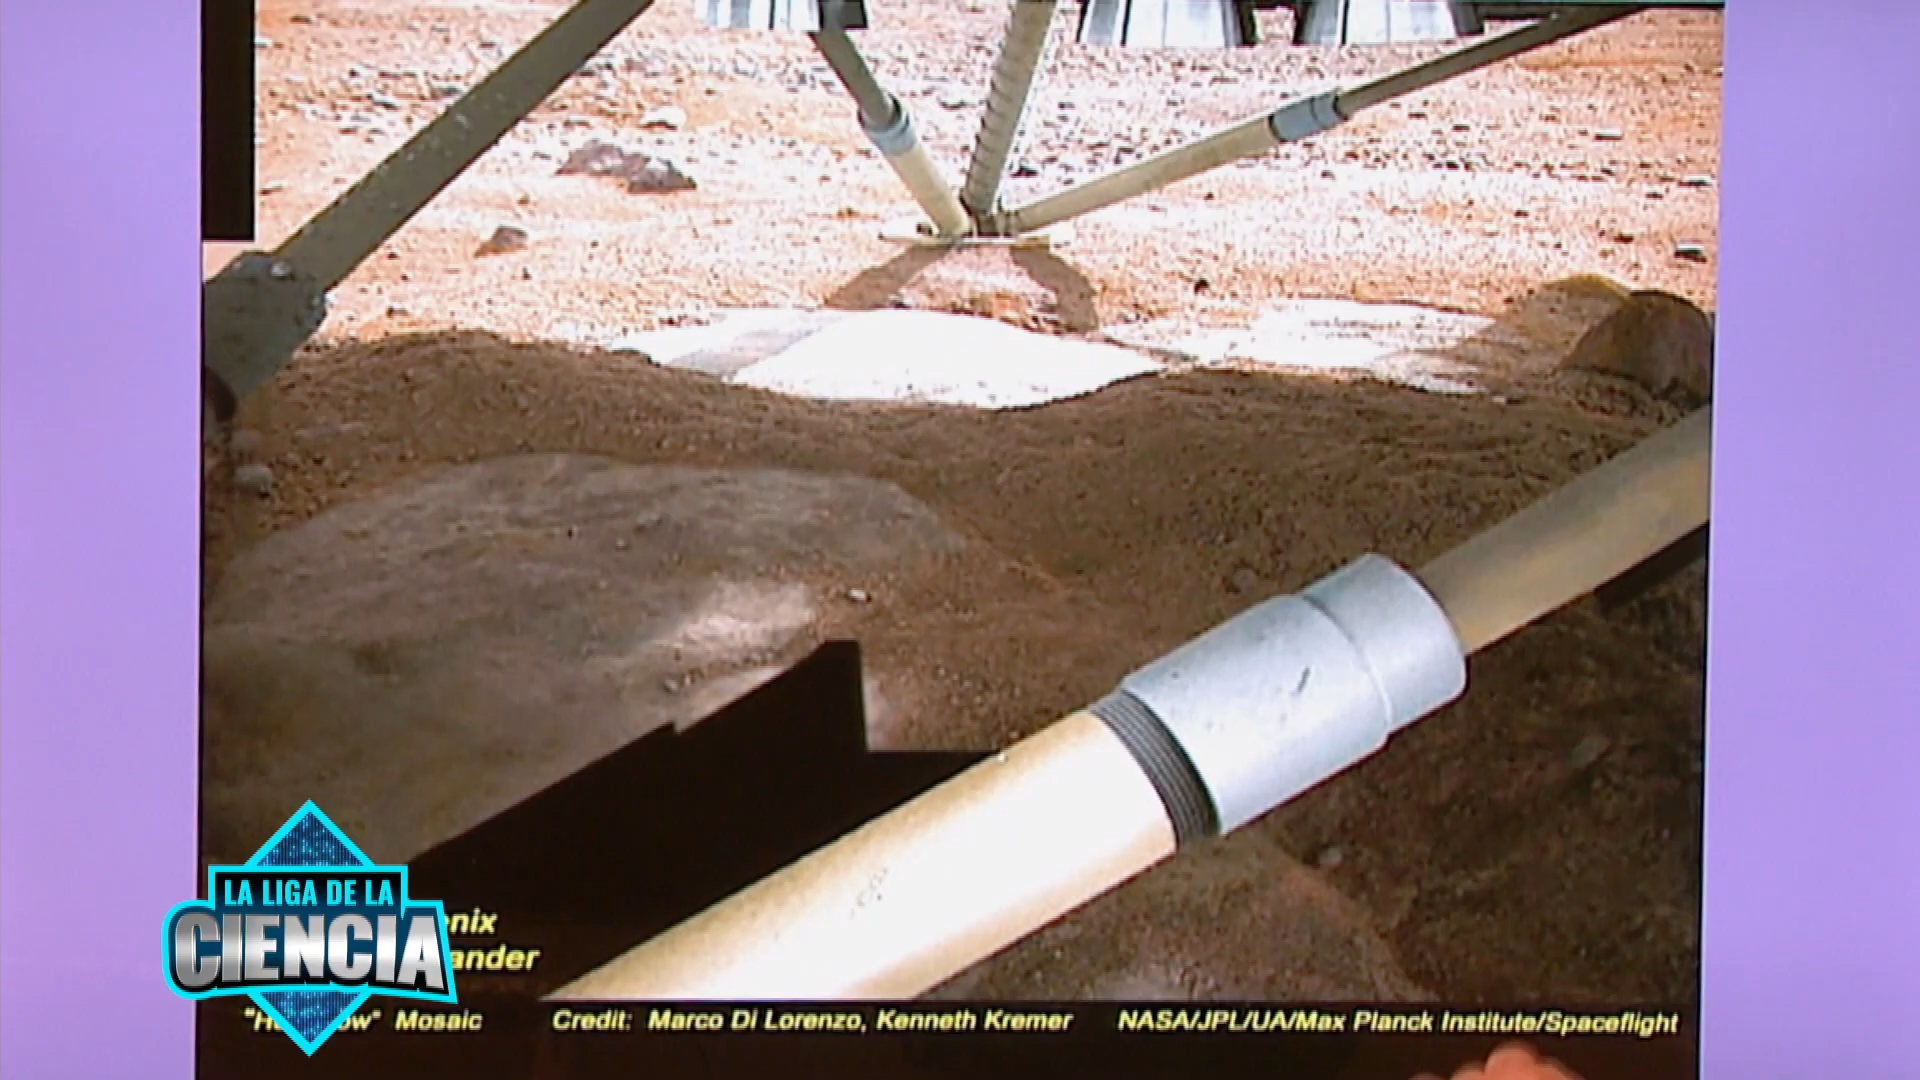 LA LIGA DE LA
CIENCIA
enix
ander
Mosaic Credit: Marco Di Lorenzo, Kenneth Kremer NASA/JPL/UA/Max Planck Institute/Spaceflight